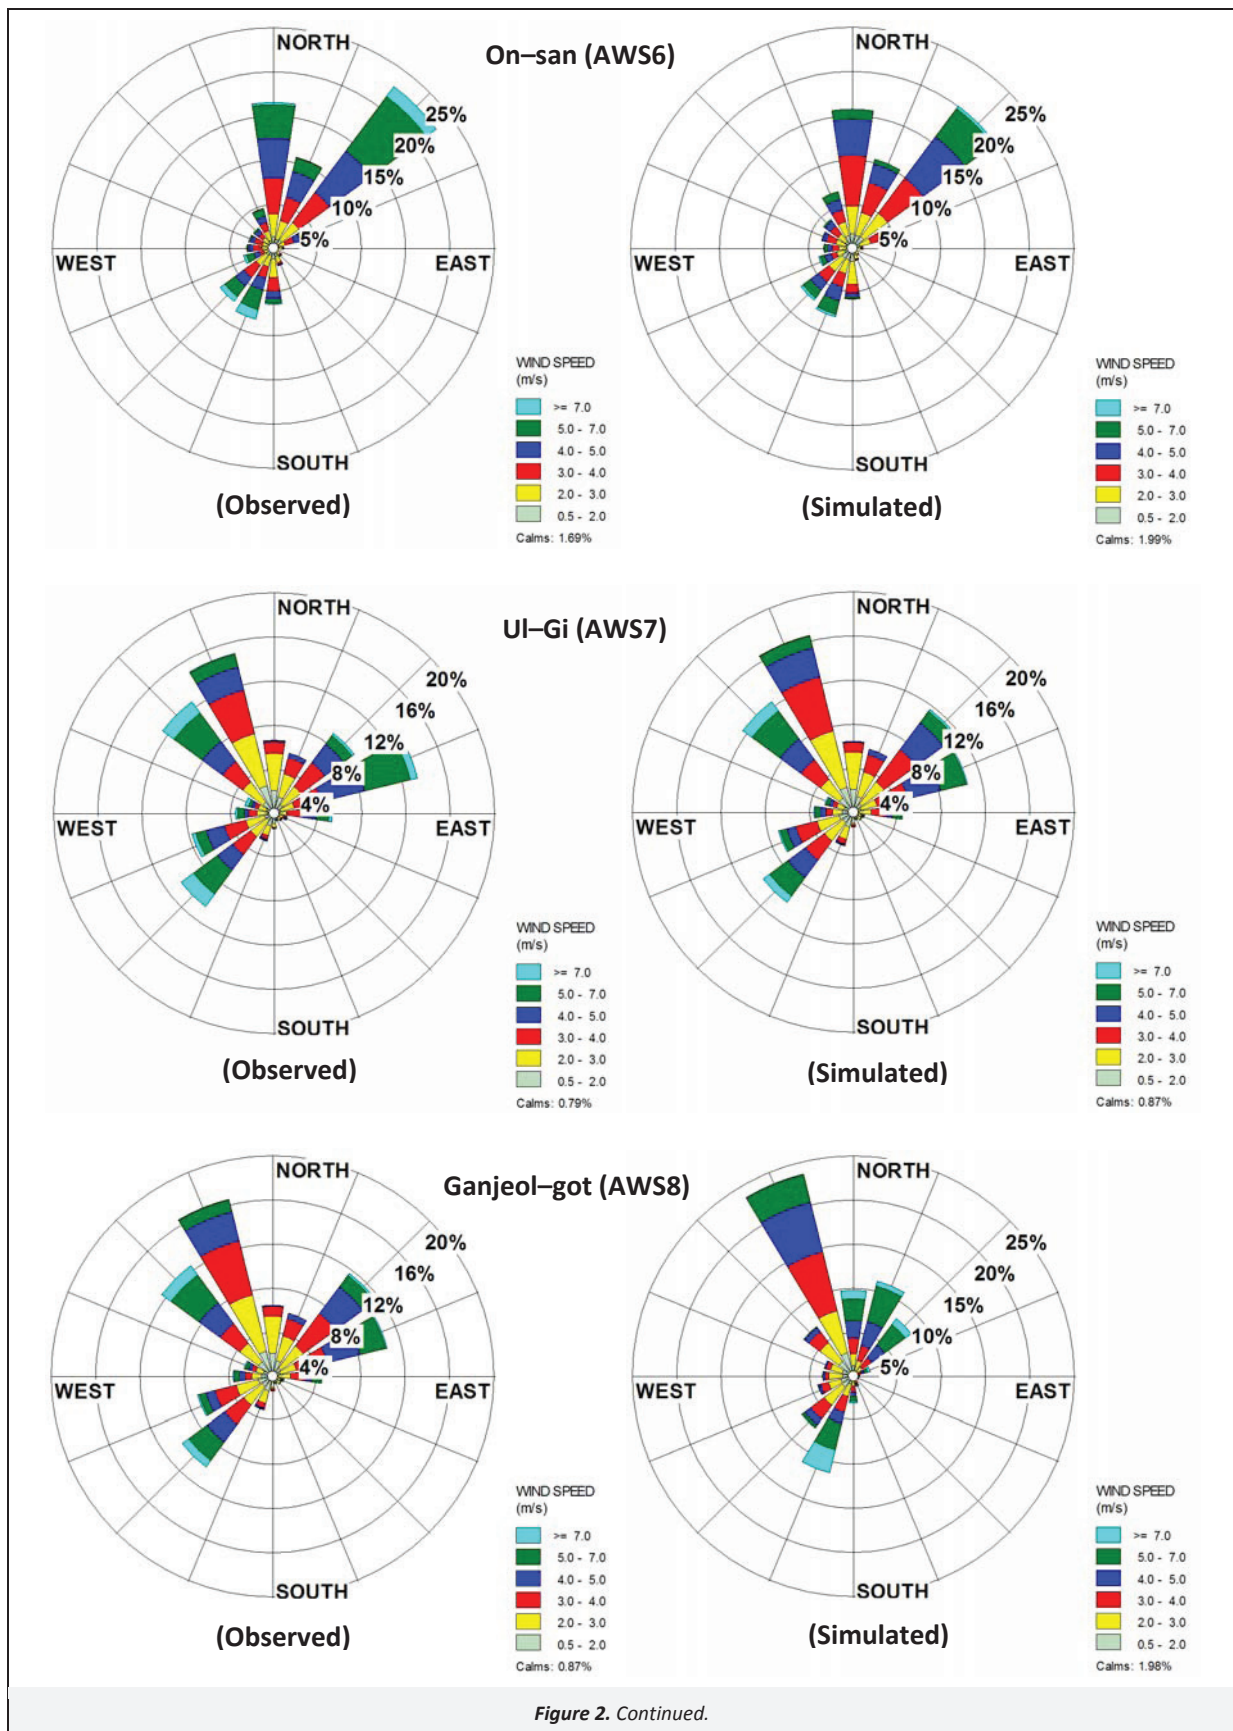 On–san (AWS6)
NORTH
25%
20%
15%
10%
5%
WEST
EAST
SOUTH
(Observed)
WIND SPEED
(m/s)
>= 7.0
5.0 - 7.0
4.0 - 5.0
3.0 - 4.0
2.0 - 3.0
0.5 - 2.0
Calms: 1.69%
NORTH
25%
20%
15%
10%
5%
WEST
EAST
SOUTH
(Simulated)
WIND SPEED
(m/s)
>= 7.0
5.0 - 7.0
4.0 - 5.0
3.0 - 4.0
2.0 - 3.0
0.5 - 2.0
Calms: 1.99%
Ul–Gi (AWS7)
NORTH
20%
16%
12%
8%
4%
WEST
EAST
SOUTH
(Observed)
WIND SPEED
(m/s)
>= 7.0
5.0 - 7.0
4.0 - 5.0
3.0 - 4.0
2.0 - 3.0
0.5 - 2.0
Calms: 0.79%
NORTH
20%
16%
12%
8%
4%
WEST
EAST
SOUTH
(Simulated)
WIND SPEED
(m/s)
>= 7.0
5.0 - 7.0
4.0 - 5.0
3.0 - 4.0
2.0 - 3.0
0.5 - 2.0
Calms: 0.87%
Ganjeol–got (AWS8)
NORTH
20%
16%
12%
8%
4%
WEST
EAST
SOUTH
(Observed)
WIND SPEED
(m/s)
>= 7.0
5.0 - 7.0
4.0 - 5.0
3.0 - 4.0
2.0 - 3.0
0.5 - 2.0
Calms: 0.87%
NORTH
25%
20%
15%
10%
5%
WEST
EAST
SOUTH
(Simulated)
WIND SPEED
(m/s)
>= 7.0
5.0 - 7.0
4.0 - 5.0
3.0 - 4.0
2.0 - 3.0
0.5 - 2.0
Calms: 1.98%
Figure 2. Continued.